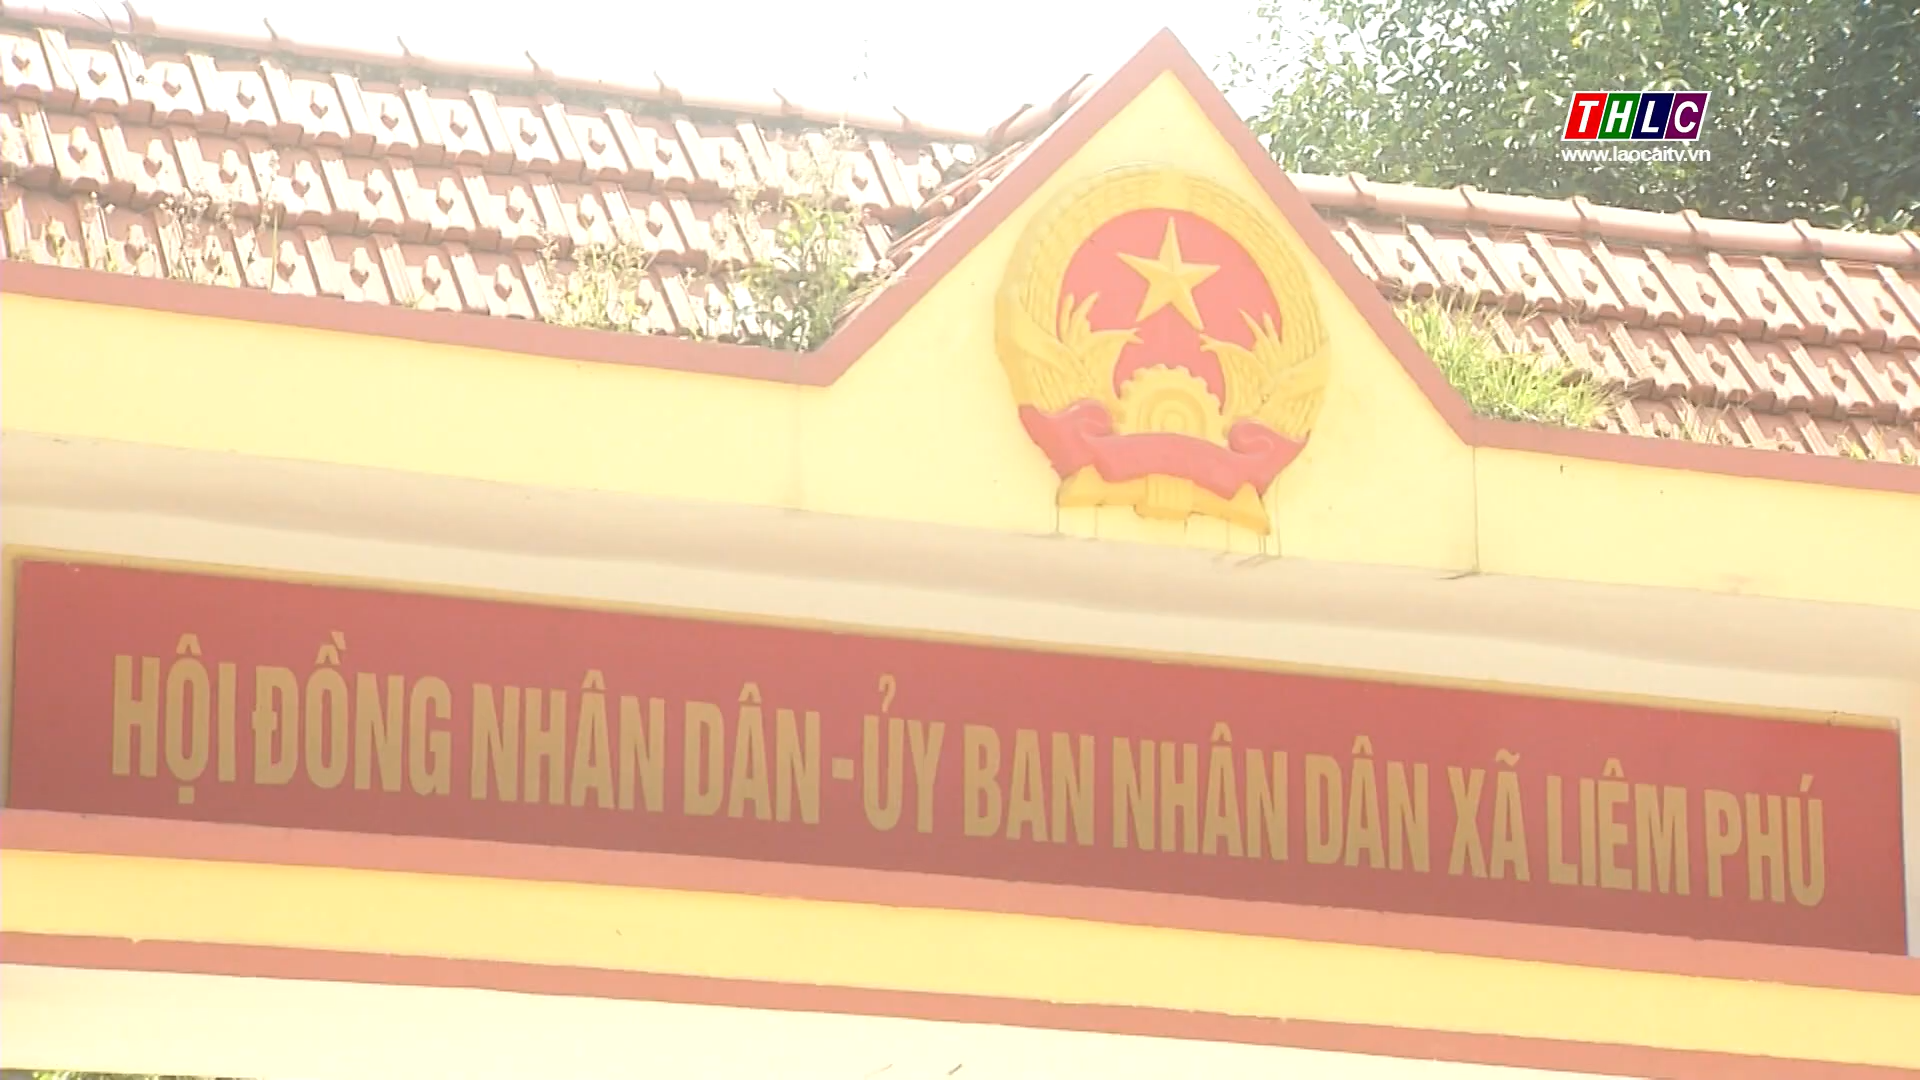 THLC
www.laocaitv.vn
HỘI ĐỒNG NHÂN DÂN - ỦY BAN NHÂN DÂN XÃ LIÊM PHÚ